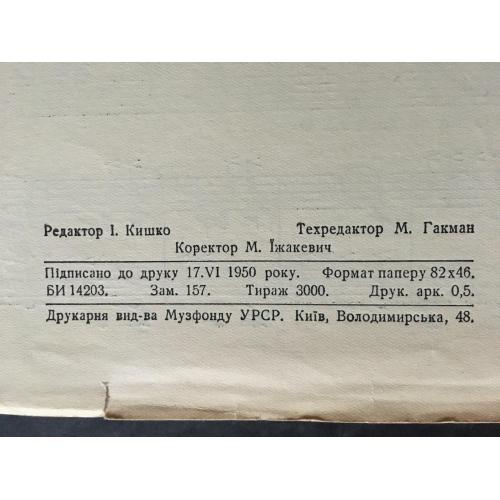 Редактор І. Кишко Техредактор М. Гакман
Коректор М. Їжакевич
Підписано до друку 17.VI 1950 року. Формат паперу 82х46.
БИ 14203. Зам. 157. Тираж 3000. Друк. арк. 0,5.
Друкарня вид-ва Музфонду УРСР. Київ, Володимирська, 48.